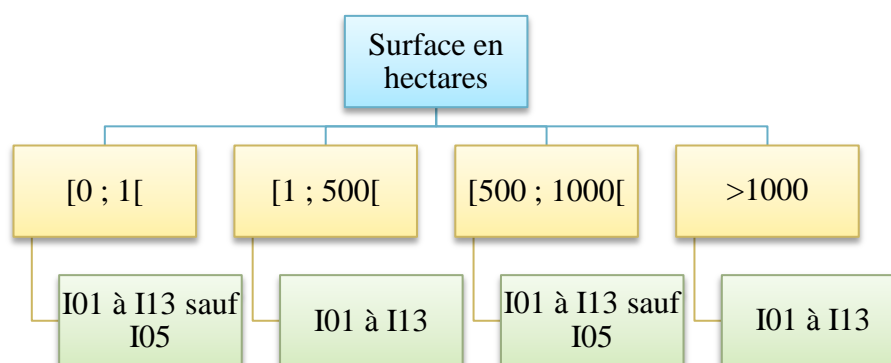 Surface en
hectares
[0 ; 1[
[1 ; 500[
[500 ; 1000[
>1000
I01 à I13 sauf
I05
I01 à I13
I01 à I13 sauf
I05
I01 à I13